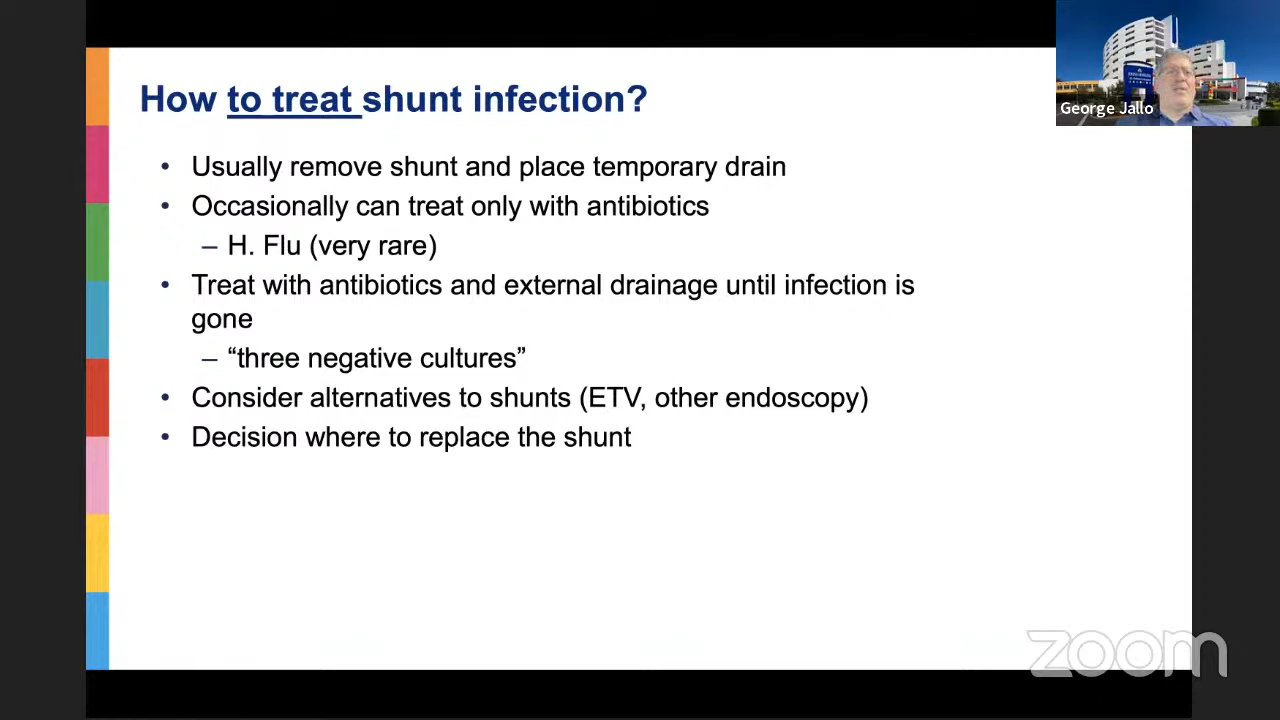 How to treat shunt infection?
• Usually remove shunt and place temporary drain
• Occasionally can treat only with antibiotics
– H. Flu (very rare)
• Treat with antibiotics and external drainage until infection is
gone
– “three negative cultures”
• Consider alternatives to shunts (ETV, other endoscopy)
• Decision where to replace the shunt
George Jallo
zoom